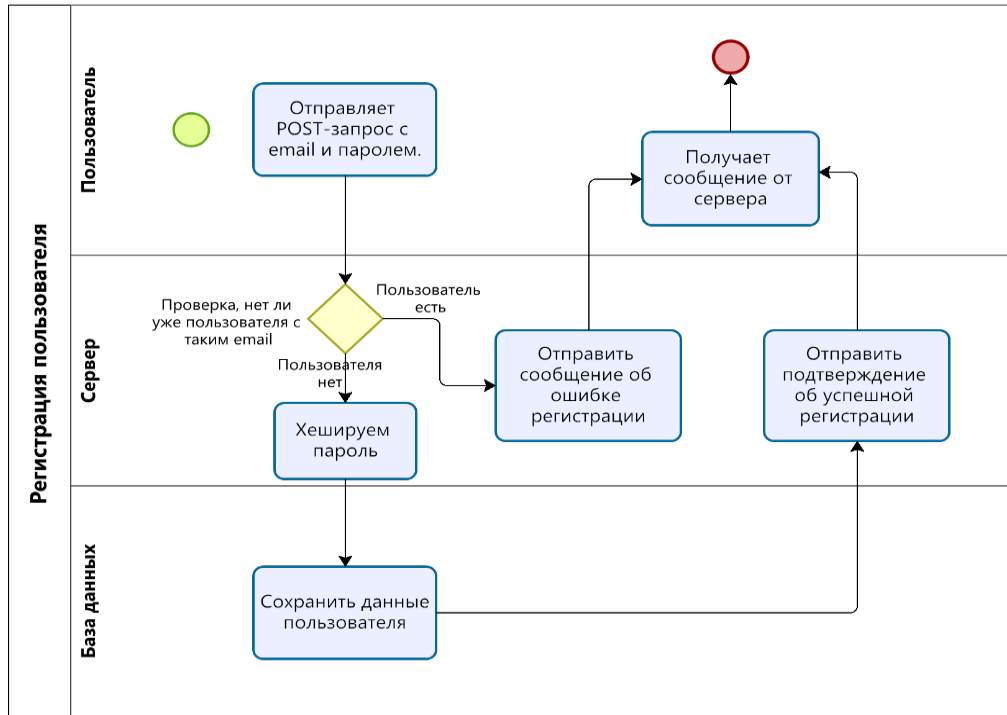 Регистрация пользователя
Пользователь
Отправляет
POST-запрос с
email и паролем.
Получает
сообщение от
сервера
Сервер
Проверка, нет ли
уже пользователя с
таким email
Пользователь
есть
Пользователя
нет
Хешируем
пароль
Отправить
сообщение об
ошибке
регистрации
Отправить
подтверждение
об успешной
регистрации
База данных
Сохранить данные
пользователя